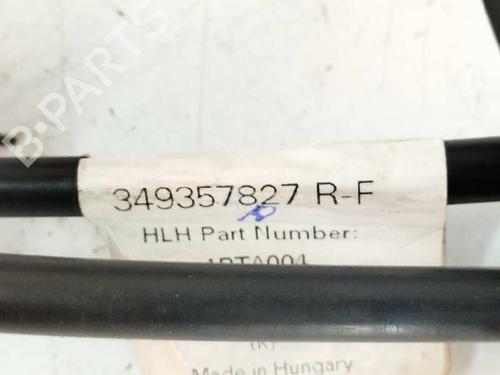 B-PARTS
349357827 R-F
HLH Part Number:
(K)
Made in Hungary